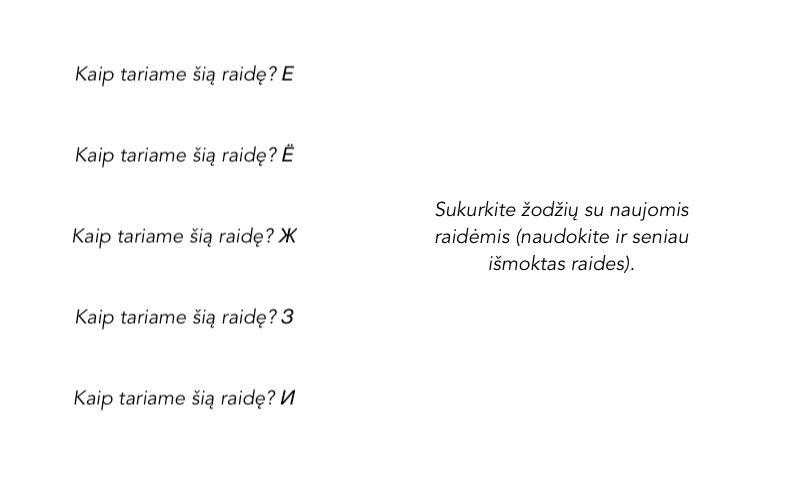 Kaip tariame šią raidę? Е
Kaip tariame šią raidę? Ё
Kaip tariame šią raidę? Ж
Kaip tariame šią raidę? З
Kaip tariame šią raidę? И
Sukurkite žodžių su naujomis
raidėmis (naudokite ir seniau
išmoktas raides).